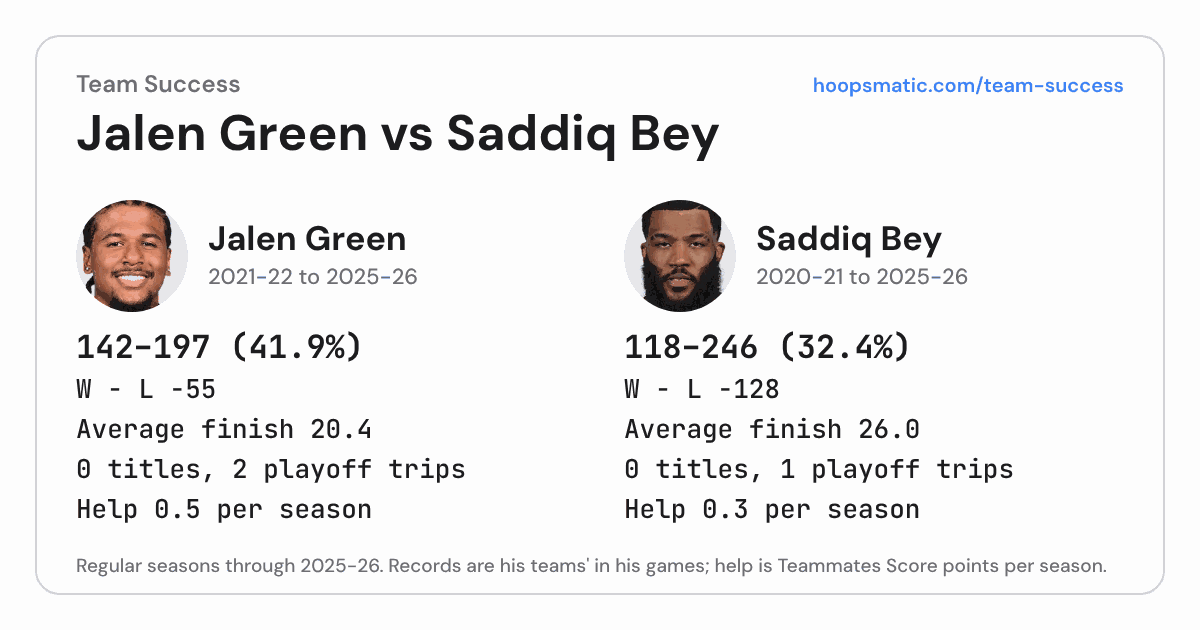 Team Success
hoopsmatic.com/team-success
Jalen Green vs Saddiq Bey
Jalen Green
2021-22 to 2025-26
142-197 (41.9%)
W - L -55
Average finish 20.4
0 titles, 2 playoff trips
Help 0.5 per season
Saddiq Bey
2020-21 to 2025-26
118-246 (32.4%)
W - L -128
Average finish 26.0
0 titles, 1 playoff trips
Help 0.3 per season
Regular seasons through 2025-26. Records are his teams' in his games; help is Teammates Score points per season.